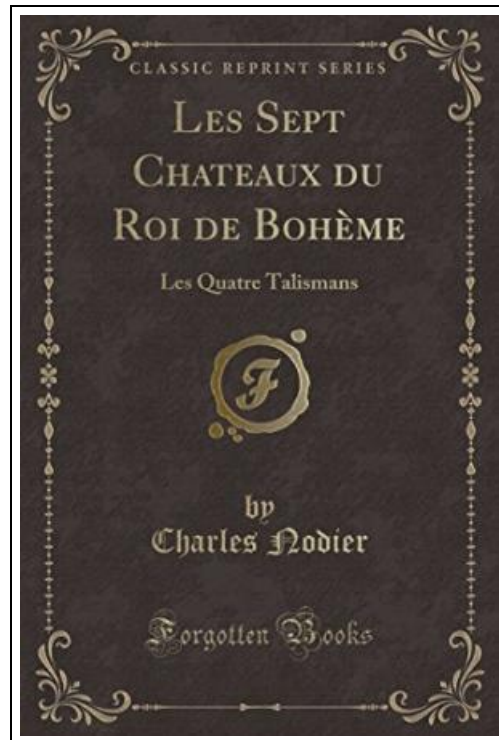 CLASSIC REPRINT SERIES
LES SEPT
CHATEAUX DU
ROI DE BOHÈME
Les Quatre Talismans
F
by
Charles Nodier
Forgotten Books